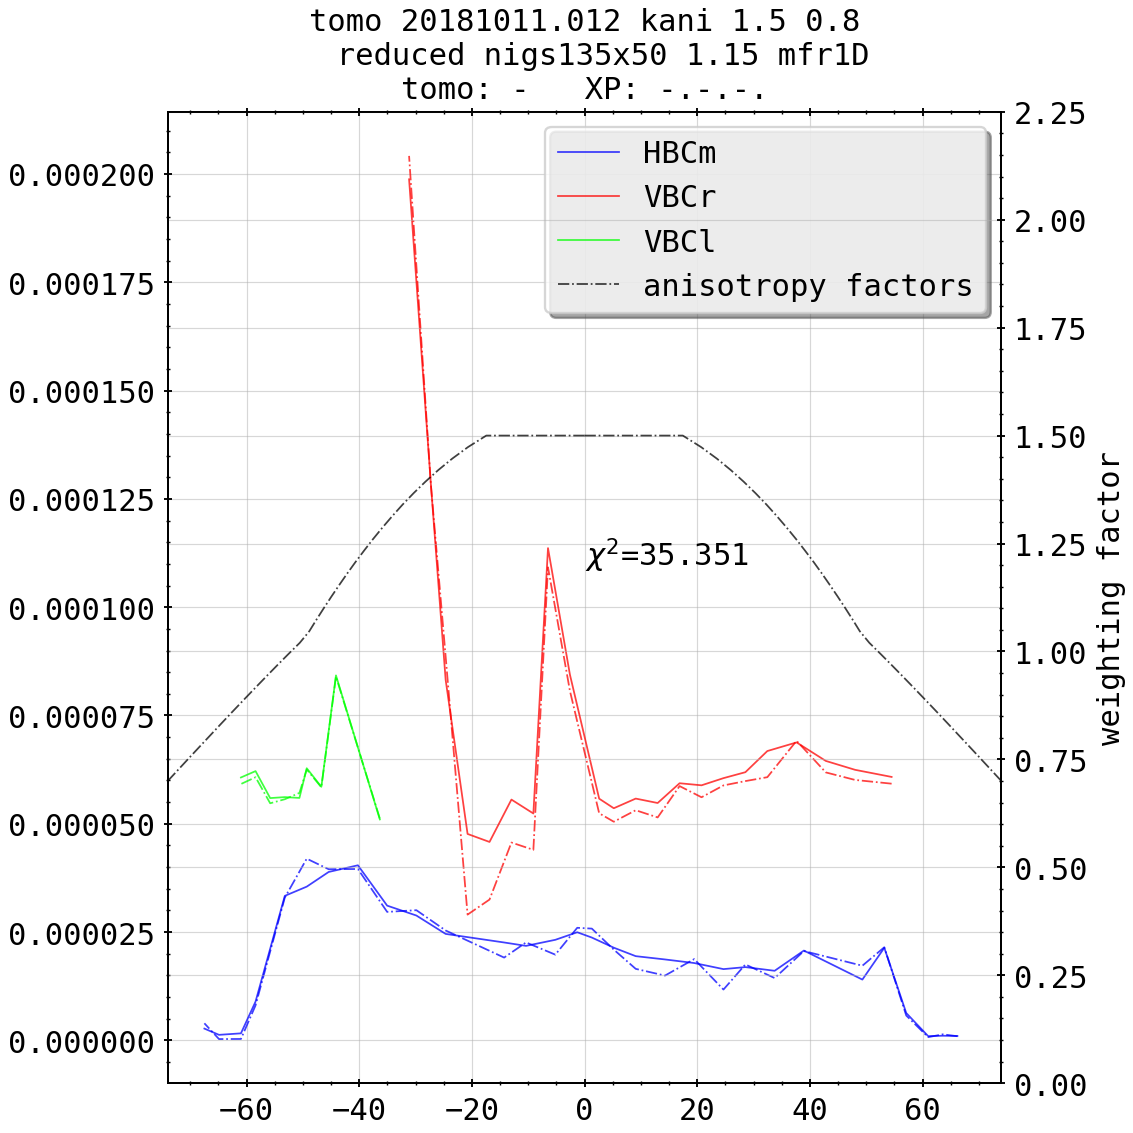 tomo 20181011.012 kani 1.5 0.8
reduced nigs135x50 1.15 mfr1D
tomo: - XP: -.-.-.
HBCm
VBCr
VBCl
anisotropy factors
χ²=35.351
0.000200
0.000175
0.000150
0.000125
0.000100
0.000075
0.000050
0.000025
0.000000
2.25
2.00
1.75
1.50
1.25
1.00
0.75
0.50
0.25
0.00
weighting factor
−60 −40 −20 0 20 40 60